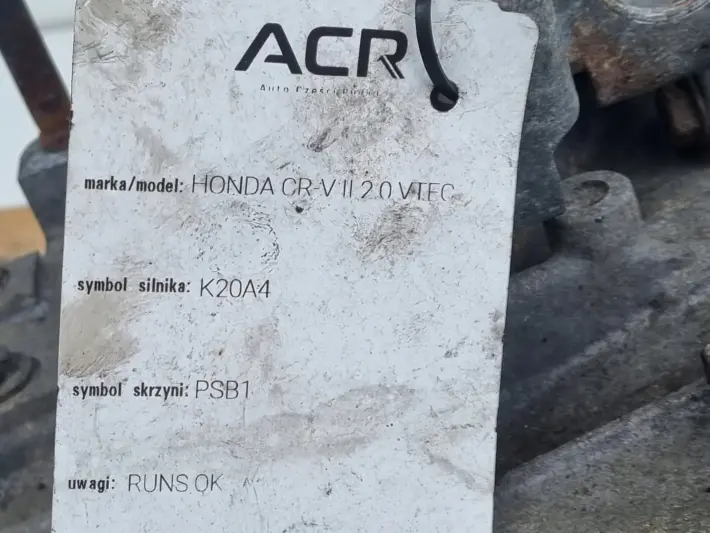 ACR
marka/model: HONDA CR-V II 2.0 VTEC
symbol silnika: K20A4
symbol skrzyni: PSB1
uwagi: RUNS OK